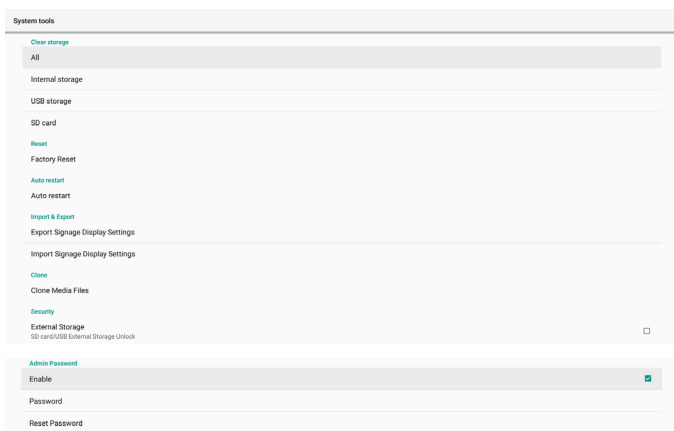 System tools
Clear storage
All
Internal storage
USB storage
SD card
Reset
Factory Reset
Auto restart
Auto restart
Import & Export
Export Signage Display Settings
Import Signage Display Settings
Clone
Clone Media Files
Security
External Storage
SD card/USB External Storage Unlock
Admin Password
Enable
Password
Reset Password